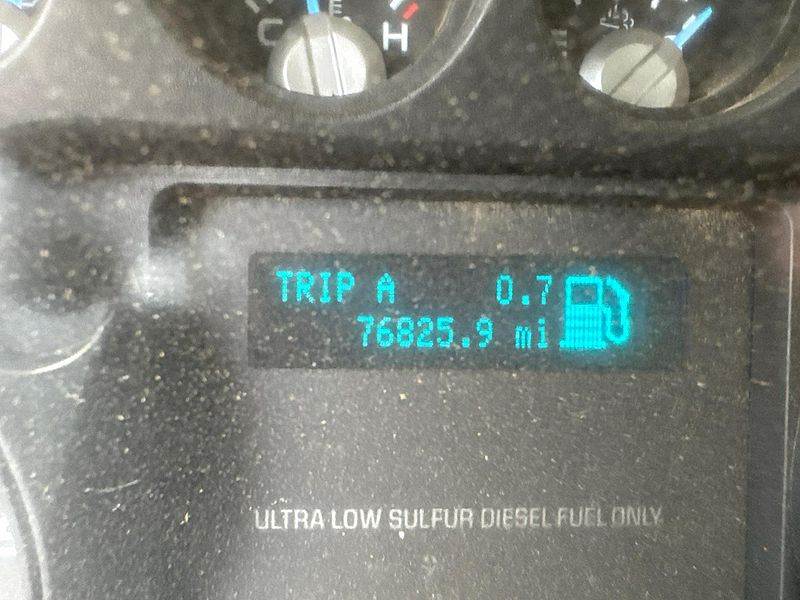 C H
TRIP A 0.7
76825.9 mi
ULTRA LOW SULFUR DIESEL FUEL ONLY